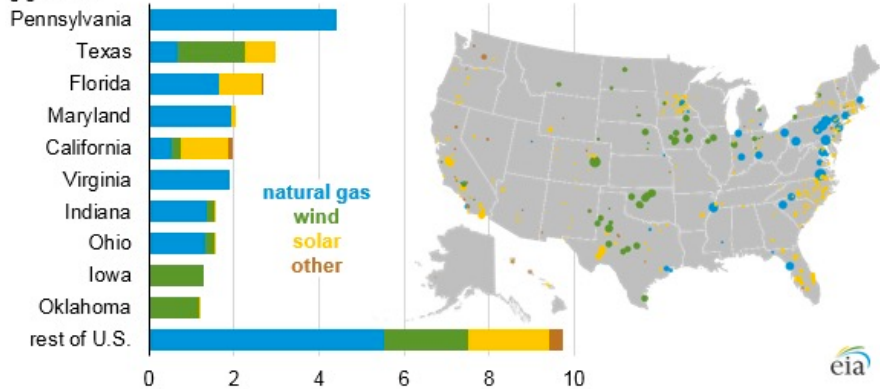 Pennsylvania
Texas
Florida
Maryland
California
Virginia
Indiana
Ohio
Iowa
Oklahoma
rest of U.S.
natural gas
wind
solar
other
0 2 4 6 8 10
eia